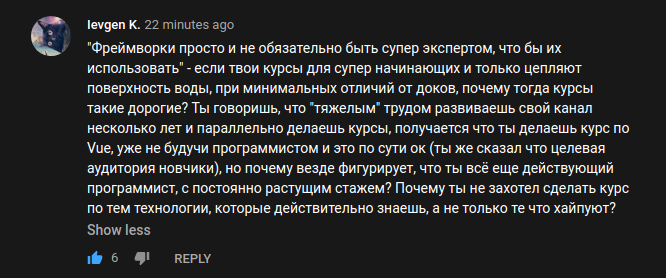 Ievgen K. 22 minutes ago
"Фреймворки просто и не обязательно быть супер экспертом, что бы их
использовать" - если твои курсы для супер начинающих и только цепляют
поверхность воды, при минимальных отличий от доков, почему тогда курсы
такие дорогие? Ты говоришь, что "тяжелым" трудом развиваешь свой канал
несколько лет и параллельно делаешь курсы, получается что ты делаешь курс по
Vue, уже не будучи программистом и это по сути ок (ты же сказал что целевая
аудитория новчики), но почему везде фигурирует, что ты всё еще действующий
программист, с постоянно растущим стажем? Почему ты не захотел сделать курс
по тем технологии, которые действительно знаешь, а не только те что хайпуют?
Show less
6 REPLY